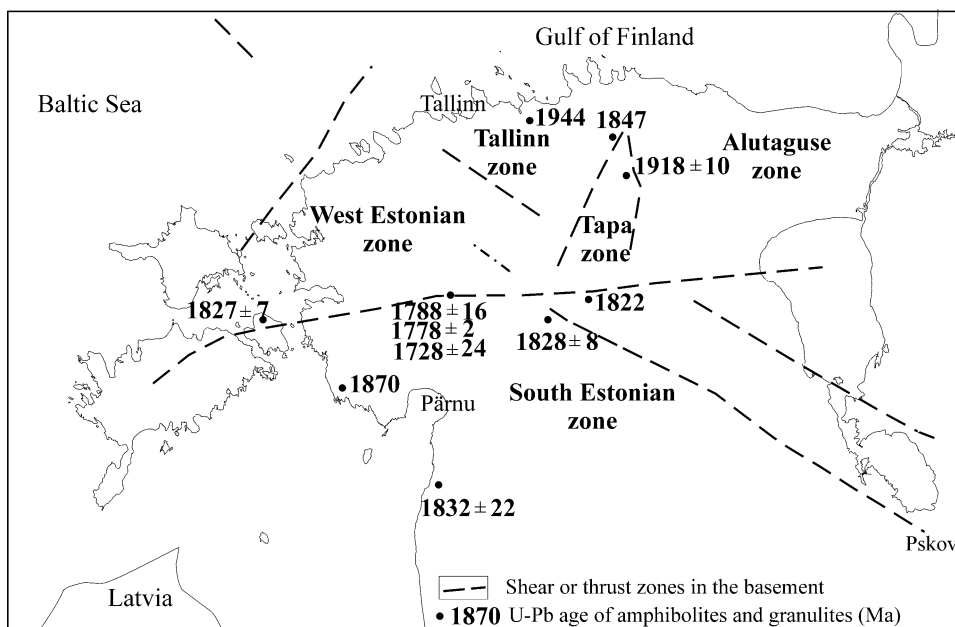 Gulf of Finland
Baltic Sea
Tallinn
1944
1847
Tallinn
zone
Alutaguse
zone
1918 ± 10
West Estonian
zone
Tapa
zone
1827 ± 7
1788 ± 16
1778 ± 2
1728 ± 24
1822
1828 ± 8
1870
Pärnu
South Estonian
zone
1832 ± 22
Pskov
Latvia
Shear or thrust zones in the basement
1870 U-Pb age of amphibolites and granulites (Ma)